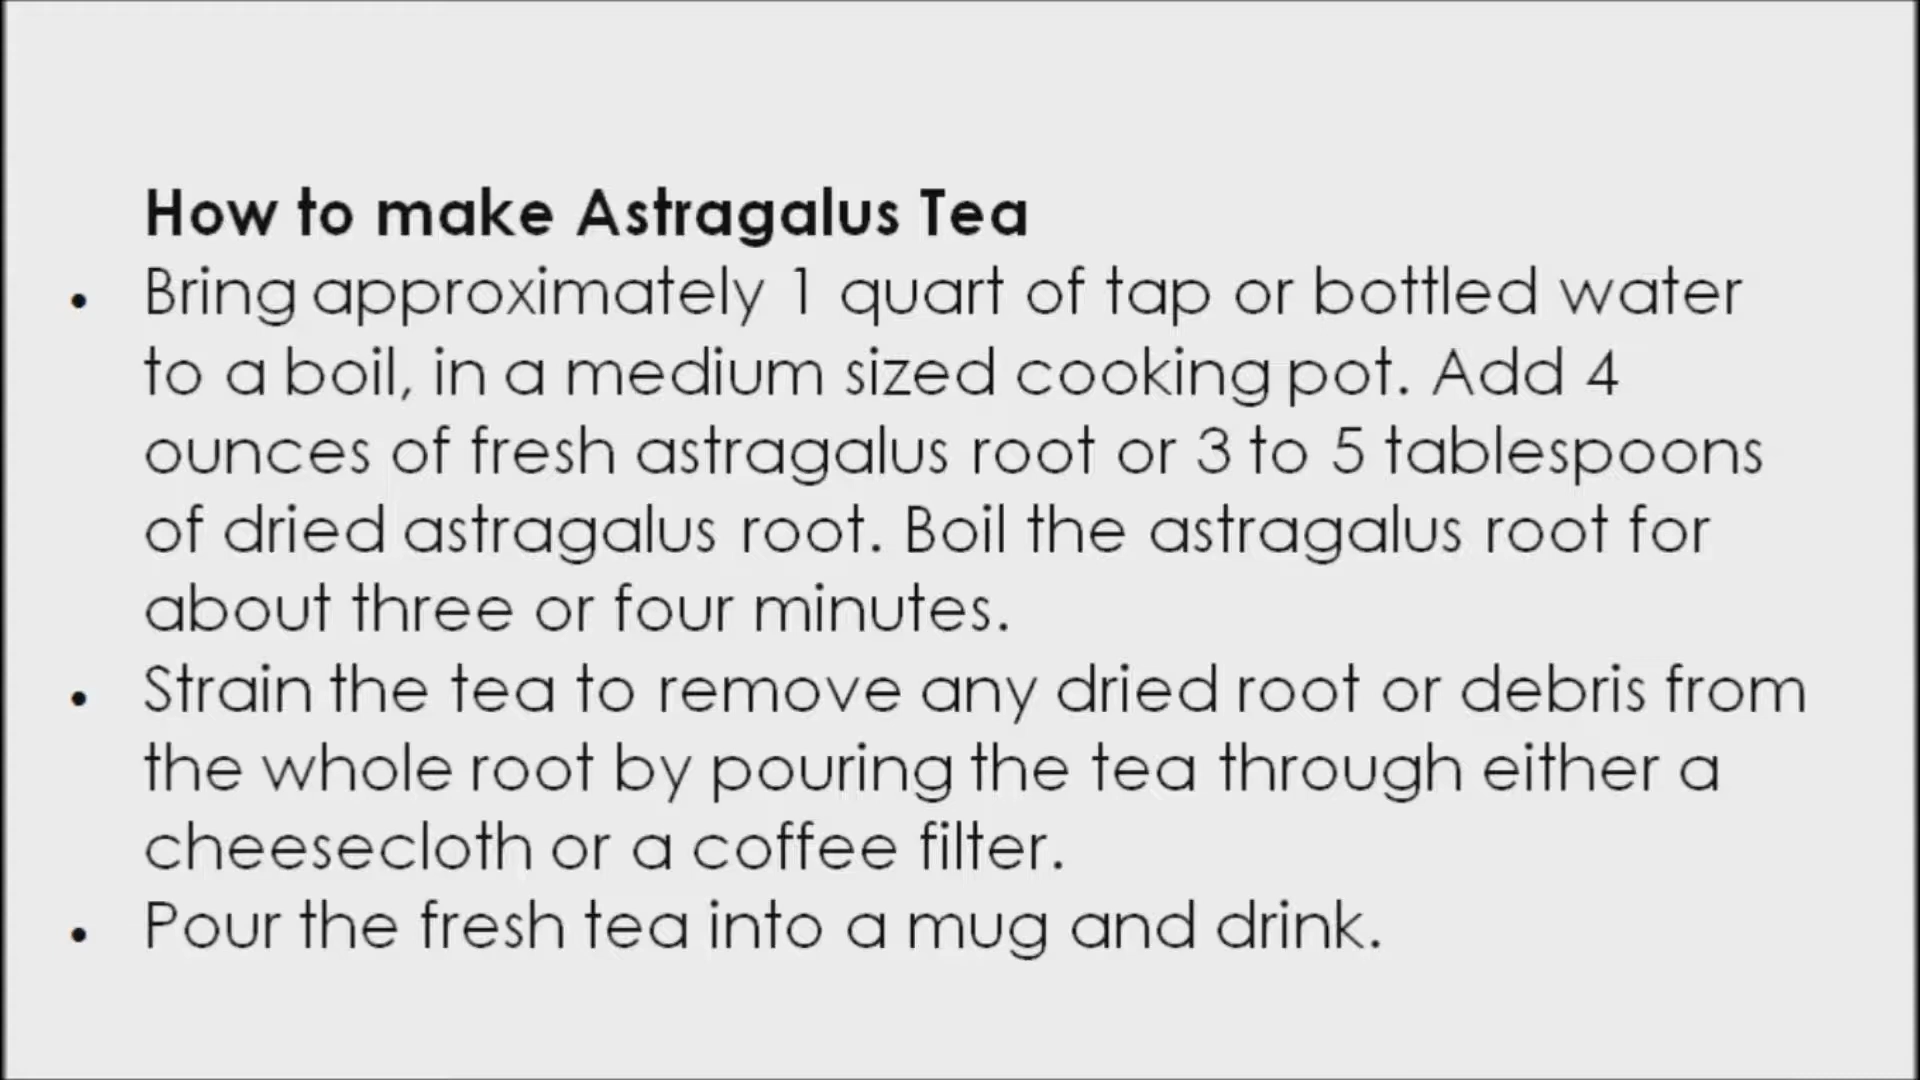 How to make Astragalus Tea
• Bring approximately 1 quart of tap or bottled water
to a boil, in a medium sized cooking pot. Add 4
ounces of fresh astragalus root or 3 to 5 tablespoons
of dried astragalus root. Boil the astragalus root for
about three or four minutes.
• Strain the tea to remove any dried root or debris from
the whole root by pouring the tea through either a
cheesecloth or a coffee filter.
• Pour the fresh tea into a mug and drink.